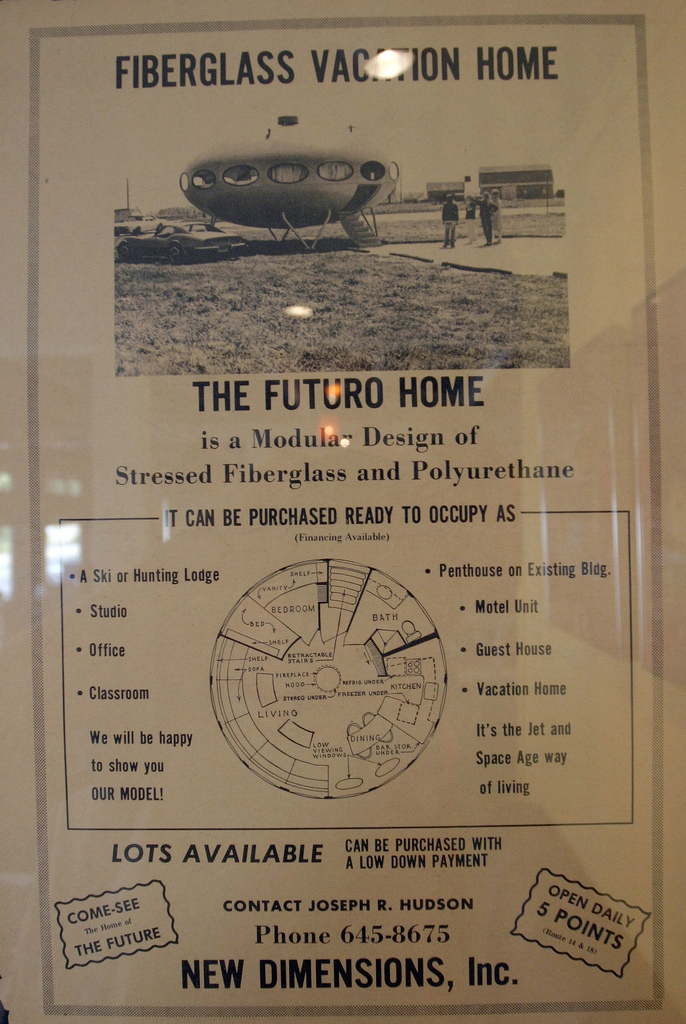 FIBERGLASS VACATION HOME
THE FUTURO HOME
is a Modular Design of
Stressed Fiberglass and Polyurethane
IT CAN BE PURCHASED READY TO OCCUPY AS
(Financing Available)
• A Ski or Hunting Lodge
• Studio
• Office
• Classroom
We will be happy
to show you
OUR MODEL!
SHELF
VANITY
BEDROOM
BED
SHELF
BATH
RETRACTABLE
STAIRS
SHELF
SOFA
FIREPLACE
HOOD
STEREO UNDER
REFRIG. UNDER
FREEZER UNDER
KITCHEN
LIVING
DINING
BAR STOR.
UNDER
LOW
VIEWING
WINDOWS
• Penthouse on Existing Bldg.
• Motel Unit
• Guest House
• Vacation Home
It's the Jet and
Space Age way
of living
LOTS AVAILABLE
CAN BE PURCHASED WITH
A LOW DOWN PAYMENT
COME-SEE
The Home of
THE FUTURE
CONTACT JOSEPH R. HUDSON
Phone 645-8675
NEW DIMENSIONS, Inc.
OPEN DAILY
5 POINTS
(Route 14 & 18)